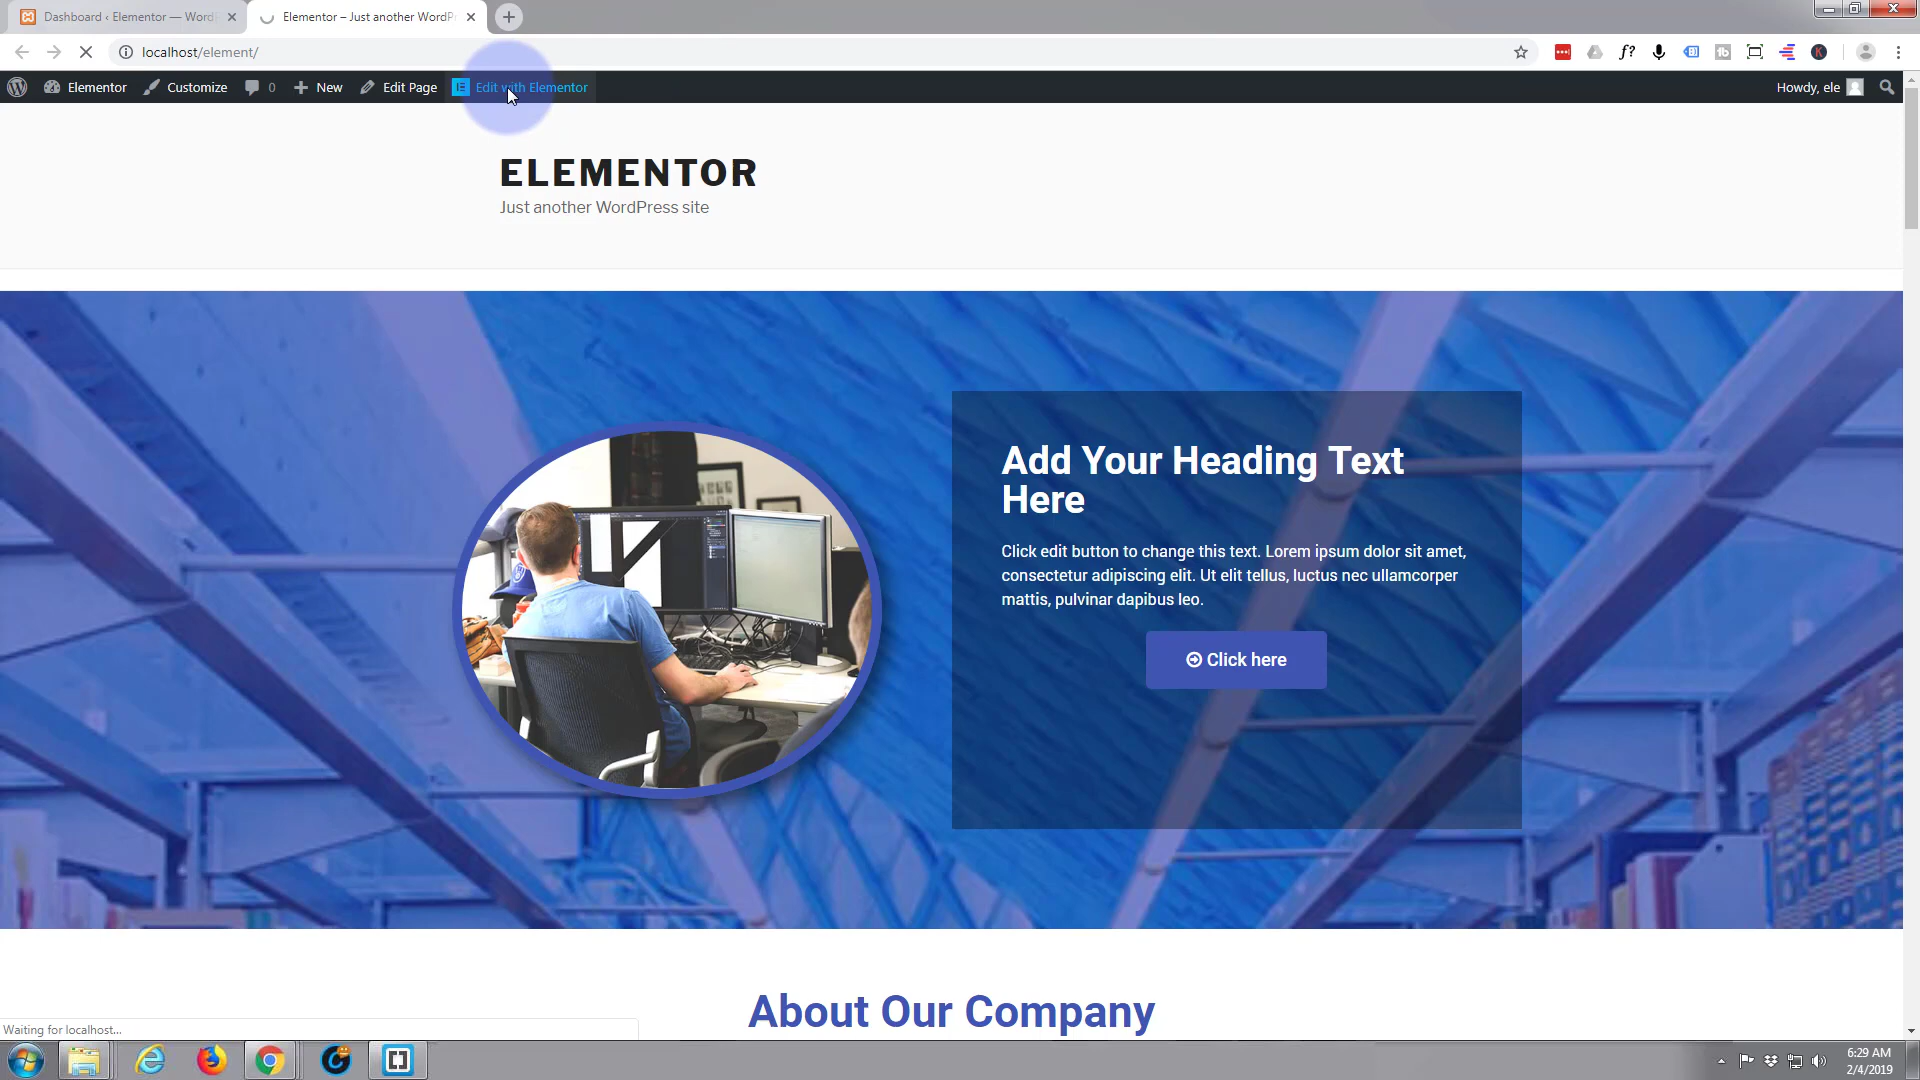 Dashboard ‹ Elementor — Word
Elementor – Just another WordP
localhost/element/
Elementor
Customize
0
New
Edit Page
Edit with Elementor
Howdy, ele
ELEMENTOR
Just another WordPress site
Add Your Heading Text
Here
Click edit button to change this text. Lorem ipsum dolor sit amet,
consectetur adipiscing elit. Ut elit tellus, luctus nec ullamcorper
mattis, pulvinar dapibus leo.
Click here
About Our Company
Waiting for localhost...
6:29 AM
2/4/2019